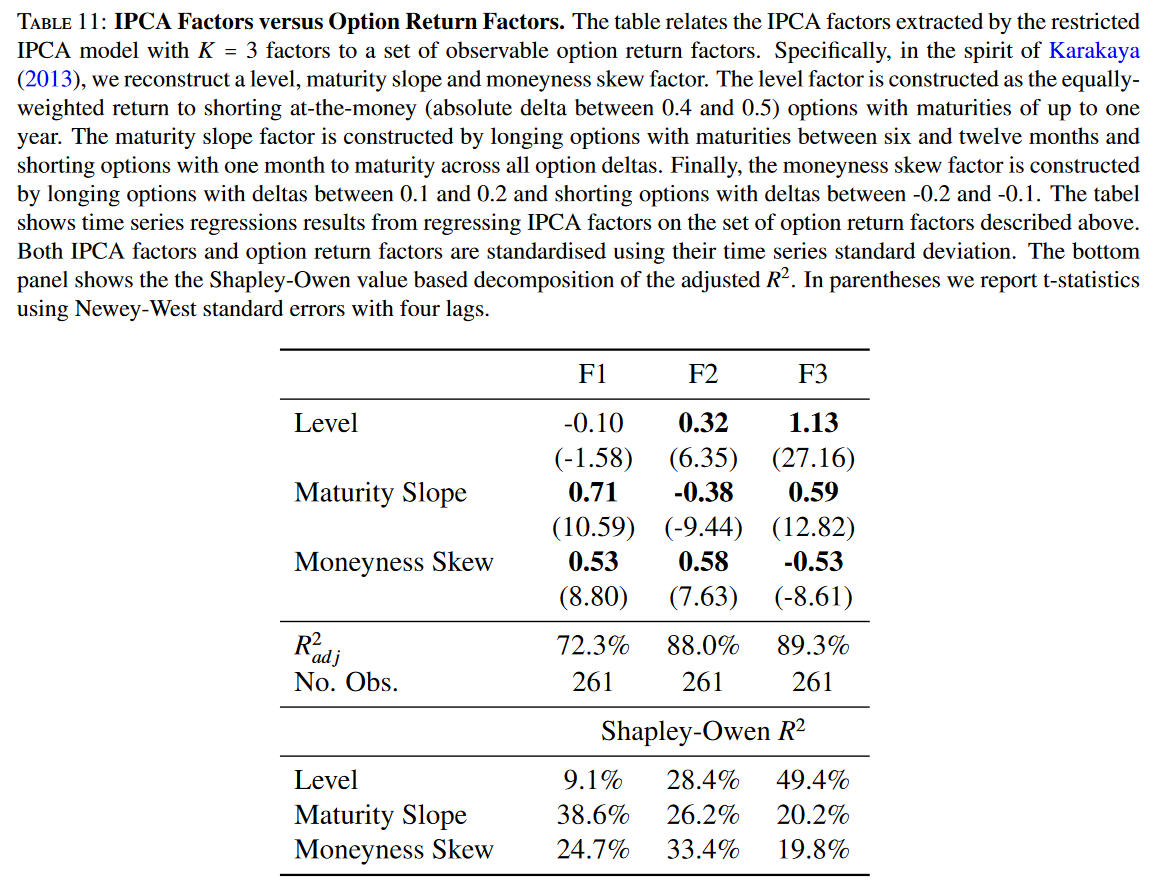 TABLE 11: IPCA Factors versus Option Return Factors. The table relates the IPCA factors extracted by the restricted
IPCA model with K = 3 factors to a set of observable option return factors. Specifically, in the spirit of Karakaya
(2013), we reconstruct a level, maturity slope and moneyness skew factor. The level factor is constructed as the equally-
weighted return to shorting at-the-money (absolute delta between 0.4 and 0.5) options with maturities of up to one
year. The maturity slope factor is constructed by longing options with maturities between six and twelve months and
shorting options with one month to maturity across all option deltas. Finally, the moneyness skew factor is constructed
by longing options with deltas between 0.1 and 0.2 and shorting options with deltas between -0.2 and -0.1. The tabel
shows time series regressions results from regressing IPCA factors on the set of option return factors described above.
Both IPCA factors and option return factors are standardised using their time series standard deviation. The bottom
panel shows the the Shapley-Owen value based decomposition of the adjusted R². In parentheses we report t-statistics
using Newey-West standard errors with four lags.
F1 F2 F3
Level -0.10 0.32 1.13
(-1.58) (6.35) (27.16)
Maturity Slope 0.71 -0.38 0.59
(10.59) (-9.44) (12.82)
Moneyness Skew 0.53 0.58 -0.53
(8.80) (7.63) (-8.61)
R²adj 72.3% 88.0% 89.3%
No. Obs. 261 261 261
Shapley-Owen R²
Level 9.1% 28.4% 49.4%
Maturity Slope 38.6% 26.2% 20.2%
Moneyness Skew 24.7% 33.4% 19.8%